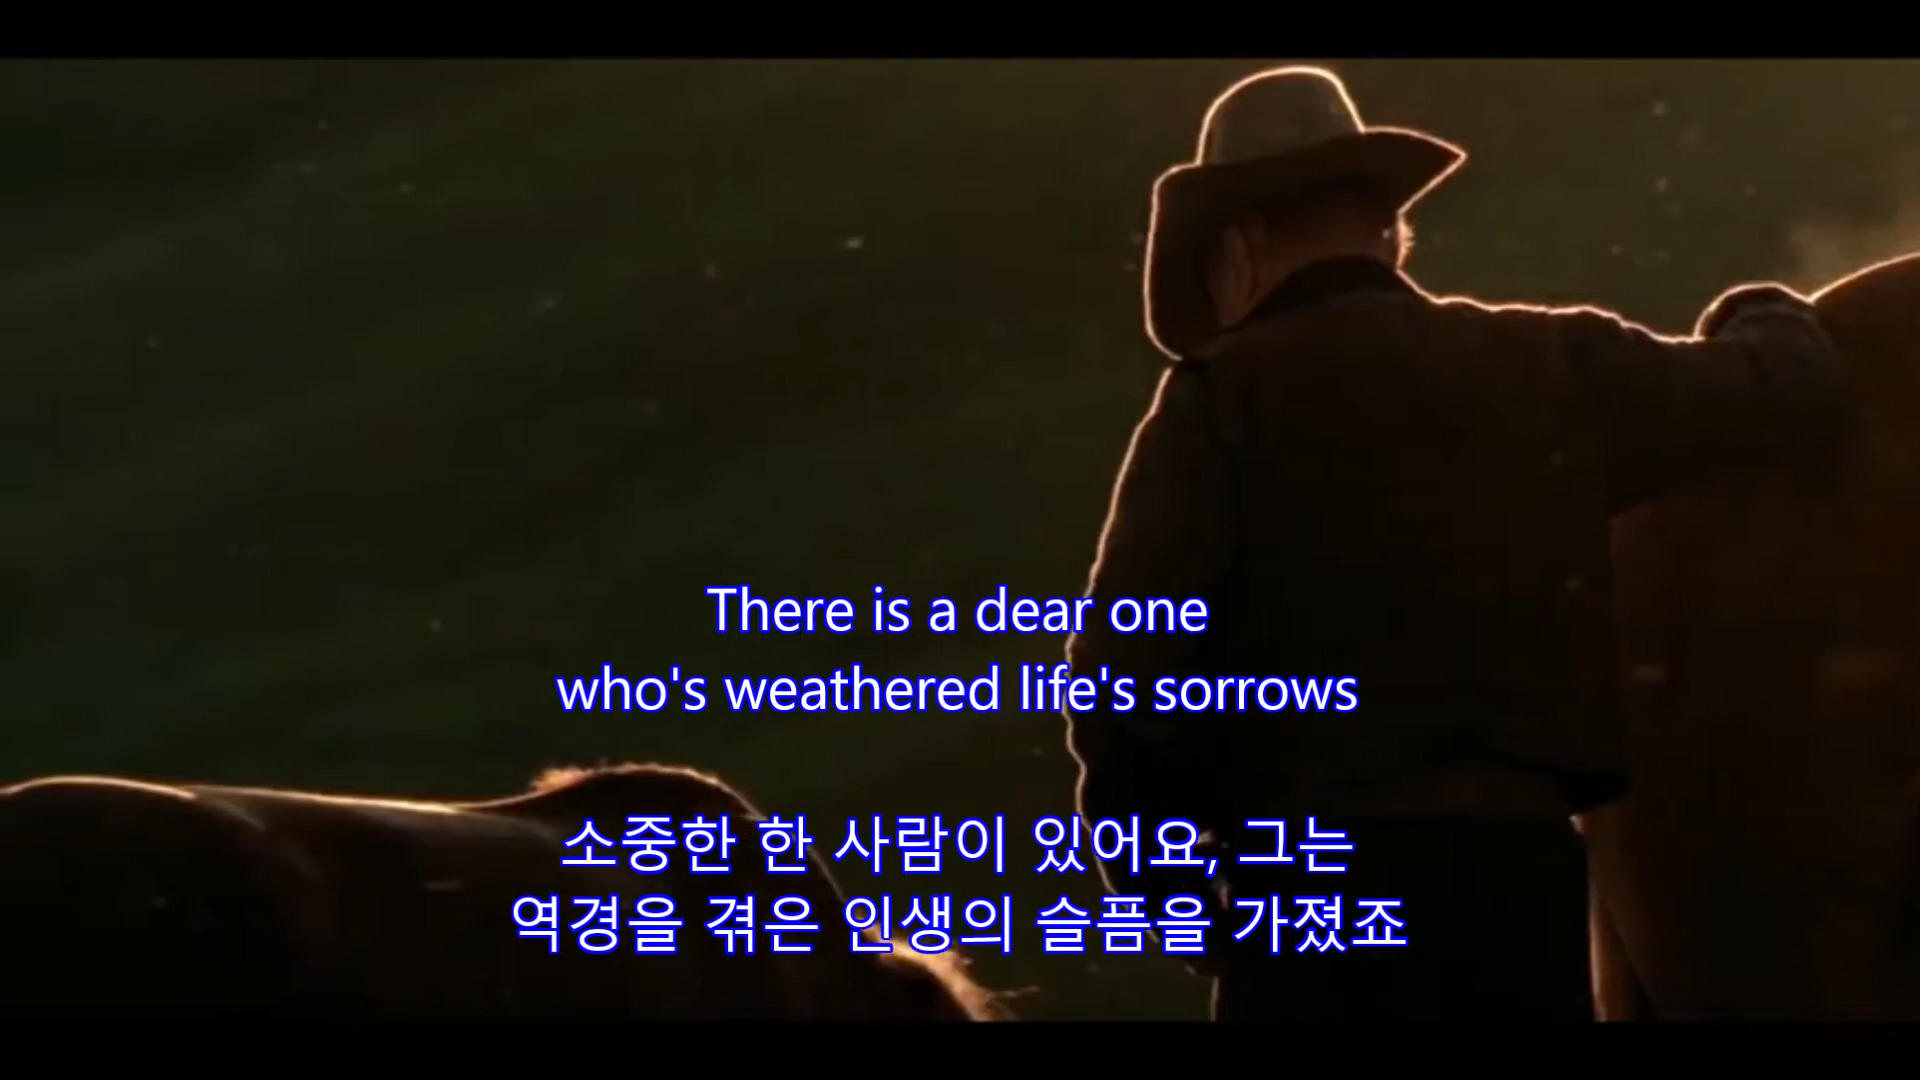 There is a dear one
who's weathered life's sorrows
소중한 한 사람이 있어요, 그는
역경을 겪은 인생의 슬픔을 가졌죠